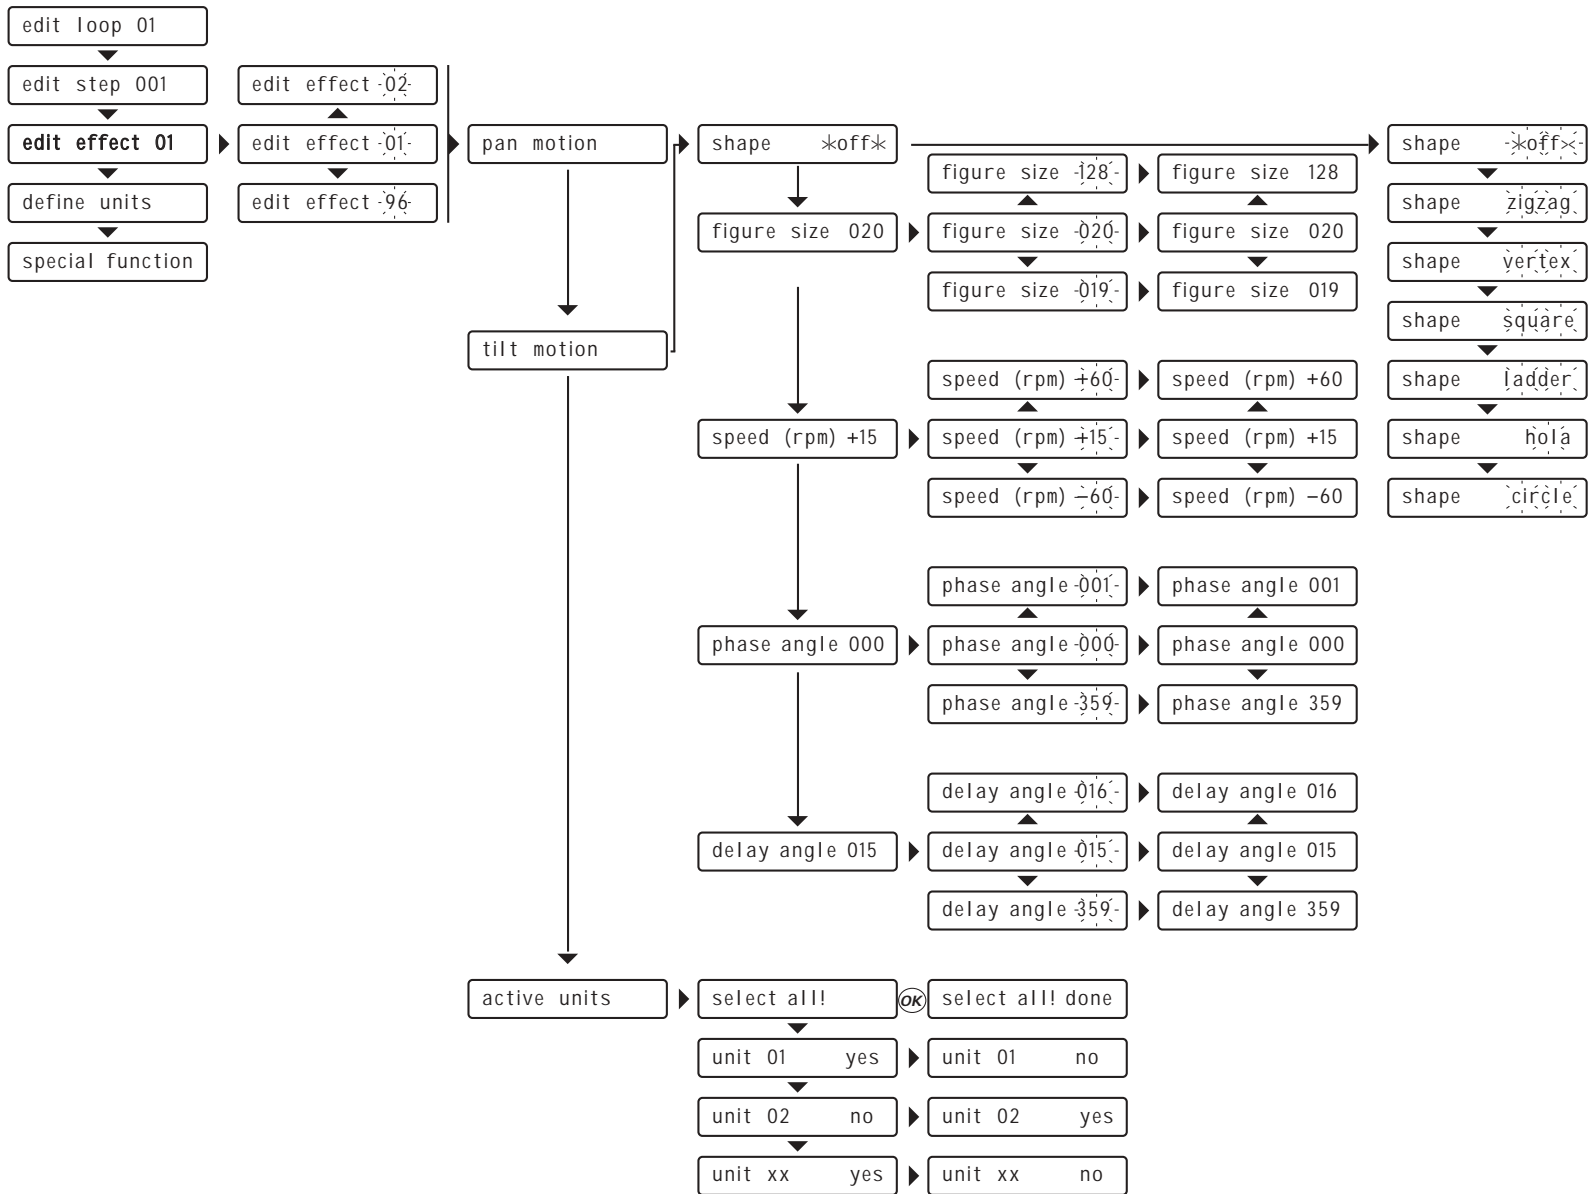 edit loop 01
edit step 001
edit effect 02
edit effect 01
edit effect 01
pan motion
shape *off*
shape *off*
define units
edit effect 96
figure size 128
figure size 128
shape zigzag
special function
figure size 020
figure size 020
figure size 020
shape vertex
figure size 019
figure size 019
shape square
tilt motion
speed (rpm) +60
speed (rpm) +60
shape ladder
speed (rpm) +15
speed (rpm) +15
speed (rpm) +15
shape hola
speed (rpm) –60
speed (rpm) –60
shape circle
phase angle 001
phase angle 001
phase angle 000
phase angle 000
phase angle 000
phase angle 359
phase angle 359
delay angle 016
delay angle 016
delay angle 015
delay angle 015
delay angle 015
delay angle 359
delay angle 359
active units
select all!
OK
select all! done
unit 01 yes
unit 01 no
unit 02 no
unit 02 yes
unit xx yes
unit xx no